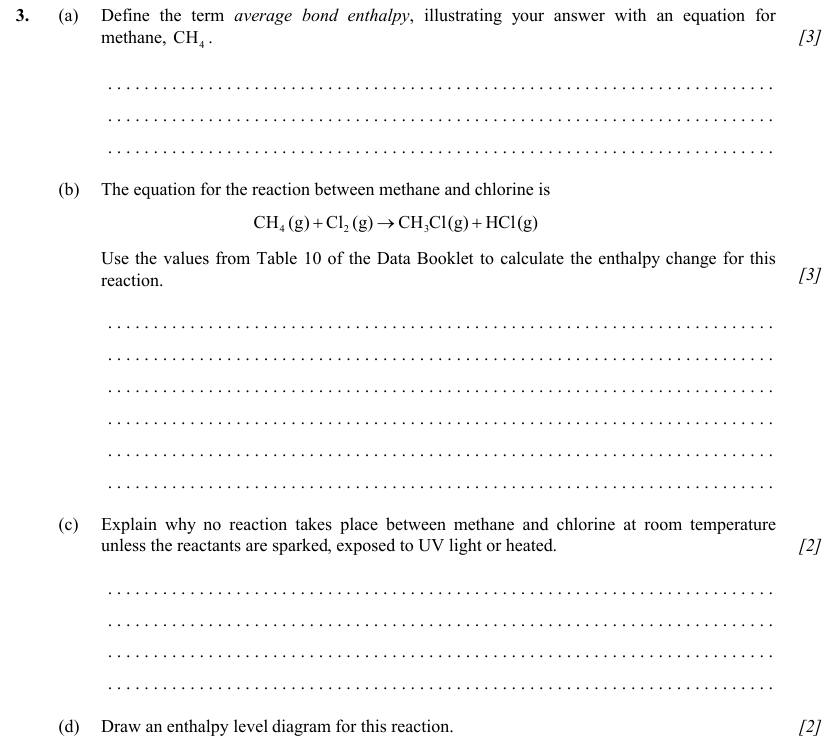 3. (a) Define the term average bond enthalpy, illustrating your answer with an equation for
methane, CH₄ . [3]
(b) The equation for the reaction between methane and chlorine is
CH₄ (g) + Cl₂ (g) → CH₃Cl(g) + HCl(g)
Use the values from Table 10 of the Data Booklet to calculate the enthalpy change for this
reaction. [3]
(c) Explain why no reaction takes place between methane and chlorine at room temperature
unless the reactants are sparked, exposed to UV light or heated. [2]
(d) Draw an enthalpy level diagram for this reaction. [2]